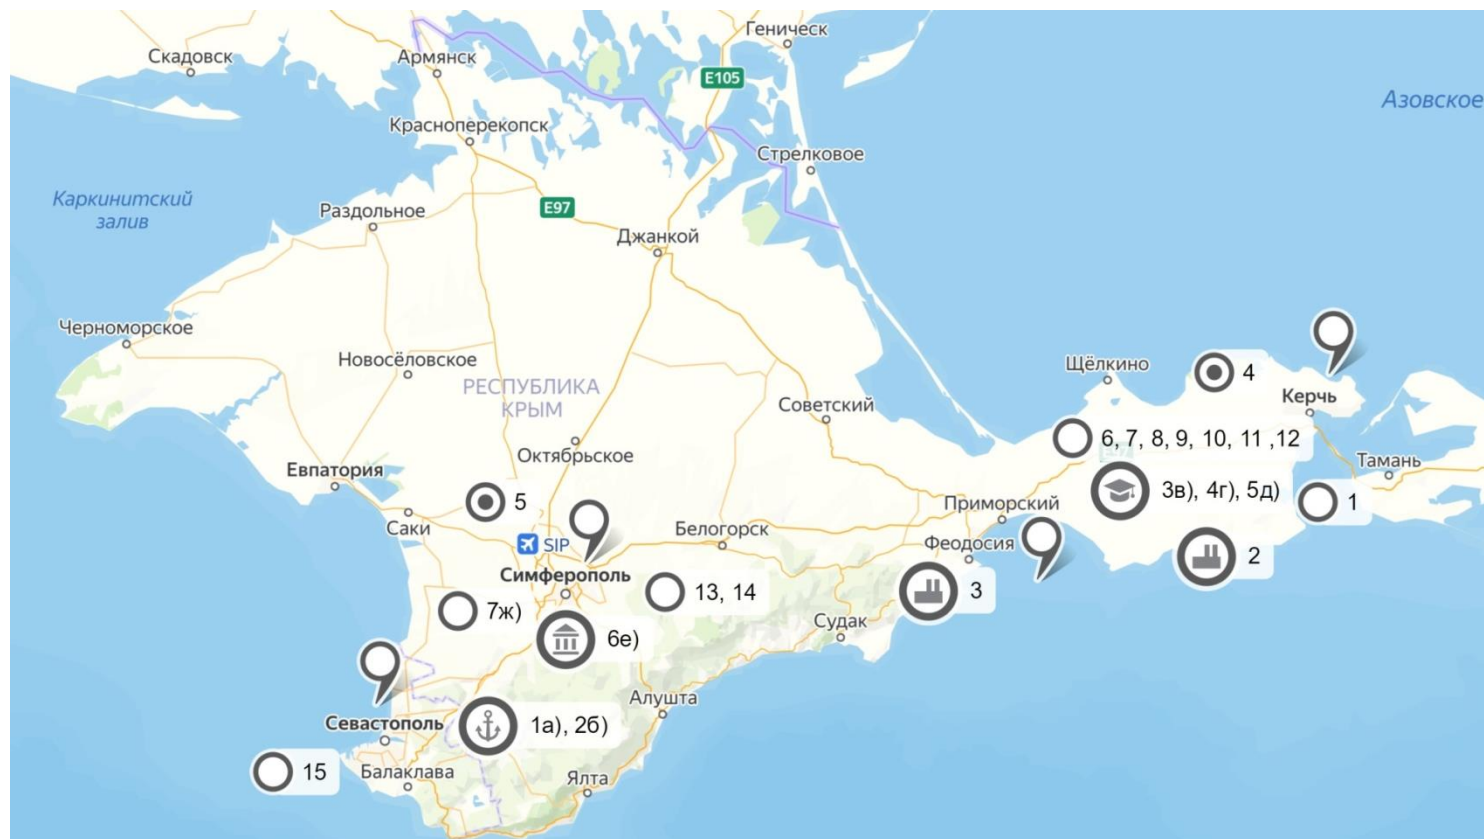 Геническ
Скадовск
Армянск
E105
Азовское
Красноперекопск
Стрелковое
Каркинитский
залив
E97
Раздольное
Джанкой
Черноморское
Новосёловское
Щёлкино
4
РЕСПУБЛИКА
КРЫМ
Керчь
Советский
6, 7, 8, 9, 10, 11 ,12
Октябрьское
Евпатория
Тамань
3в), 4г), 5д)
1
5
Приморский
Саки
Белогорск
SIP
Феодосия
2
Симферополь
13, 14
3
7ж)
Судак
6е)
Алушта
Севастополь
1а), 2б)
15
Балаклава
Ялта